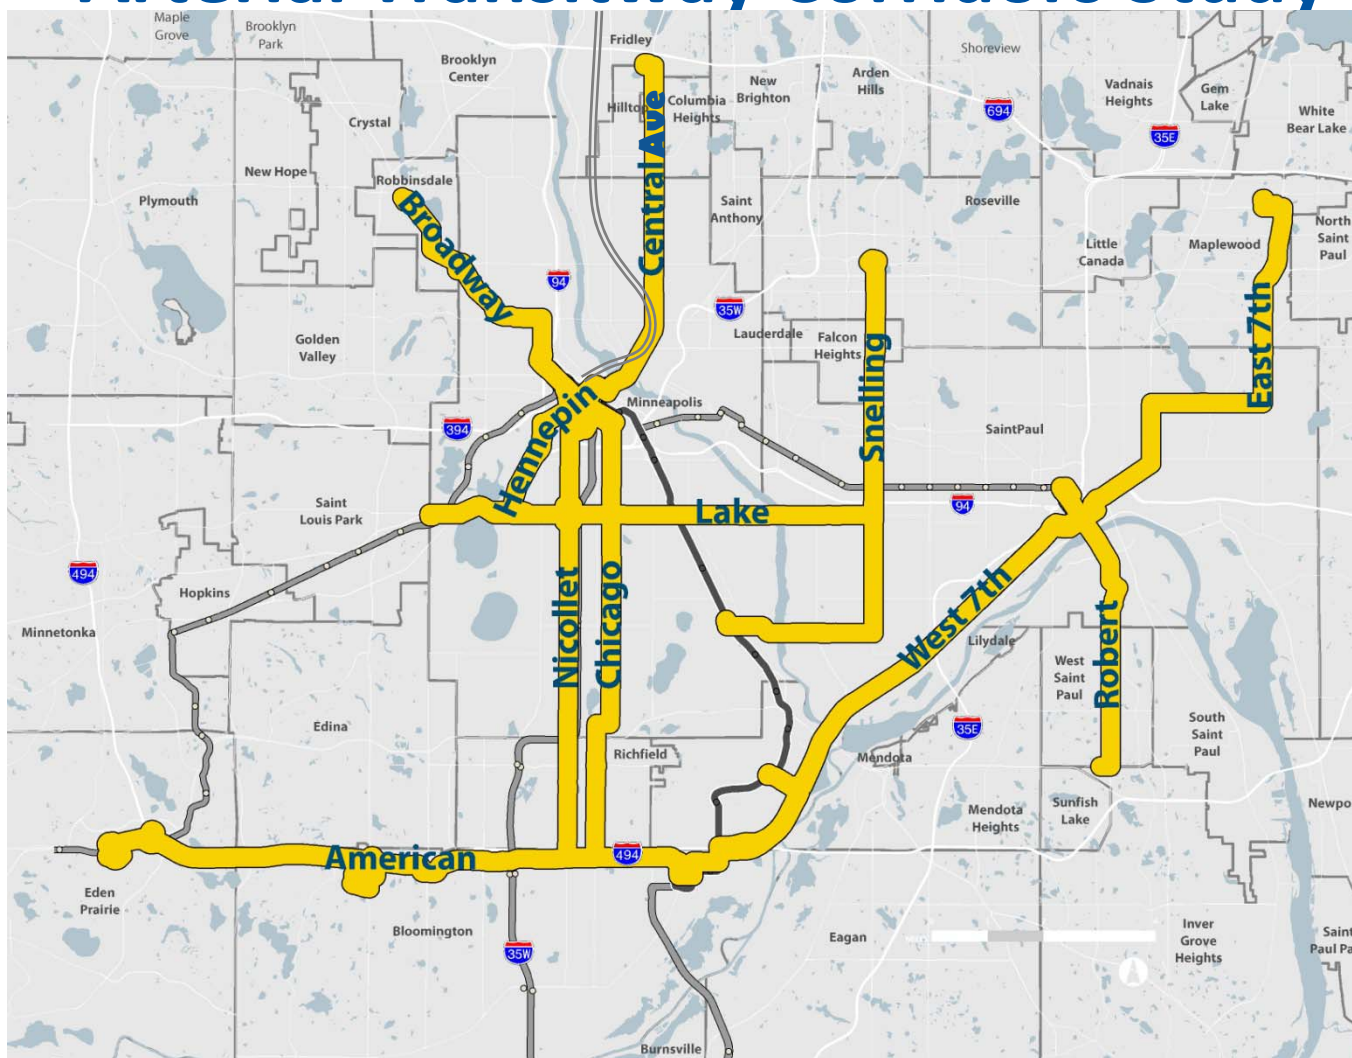 Arterial Transitway Corridors Study
Maple
Grove
Brooklyn
Park
Brooklyn
Center
Fridley
Shoreview
Hilltop
Columbia
Heights
New
Brighton
Arden
Hills
694
Vadnais
Heights
Gem
Lake
White
Bear Lake
35E
Crystal
New Hope
Robbinsdale
Plymouth
Broadway
Central Ave
Saint
Anthony
Roseville
Little
Canada
Maplewood
North
Saint
Paul
94
35W
Golden
Valley
Lauderdale
Falcon
Heights
Snelling
East 7th
Minneapolis
394
Hennepin
SaintPaul
Saint
Louis Park
Lake
94
494
Hopkins
Nicollet
Chicago
West 7th
Robert
Minnetonka
Lilydale
West
Saint
Paul
Edina
Richfield
Mendota
35E
South
Saint
Paul
Mendota
Heights
Sunfish
Lake
Newpo
American
494
Eden
Prairie
Bloomington
35W
Eagan
Inver
Grove
Heights
Saint
Paul Pa
Burnsville